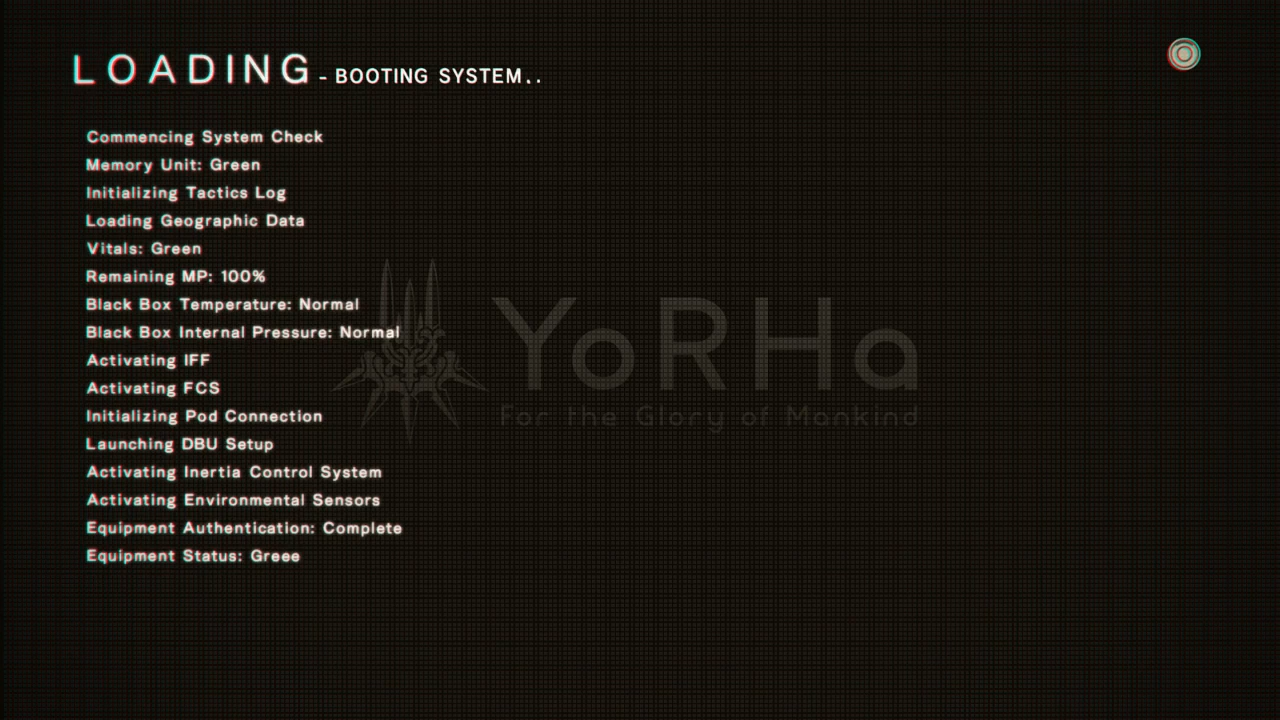 LOADING - BOOTING SYSTEM..
Commencing System Check
Memory Unit: Green
Initializing Tactics Log
Loading Geographic Data
Vitals: Green
Remaining MP: 100%
Black Box Temperature: Normal
Black Box Internal Pressure: Normal
Activating IFF
Activating FCS
Initializing Pod Connection
Launching DBU Setup
Activating Inertia Control System
Activating Environmental Sensors
Equipment Authentication: Complete
Equipment Status: Greee
YoRHa
For the Glory of Mankind